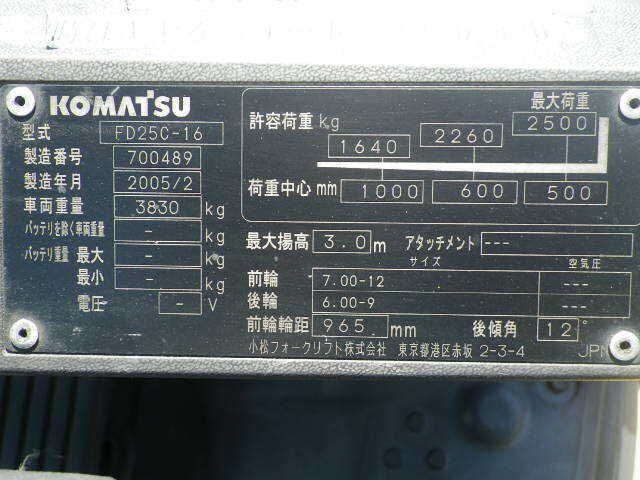 KOMATSU
型式 FD25C-16
製造番号 700489
製造年月 2005/2
車両重量 3830 kg
バッテリを除く車両重量 - kg
バッテリ重量 最大 - kg
最小 - kg
電圧 - V
最大荷重
許容荷重 kg 1640 2260 2500
荷重中心 mm 1000 600 500
最大揚高 3.0 m アタッチメント ---
サイズ 空気圧
前輪 7.00-12 ---
後輪 6.00-9 ---
前輪輪距 965 mm 後傾角 12°
小松フォークリフト株式会社 東京都港区赤坂 2-3-4 JPN